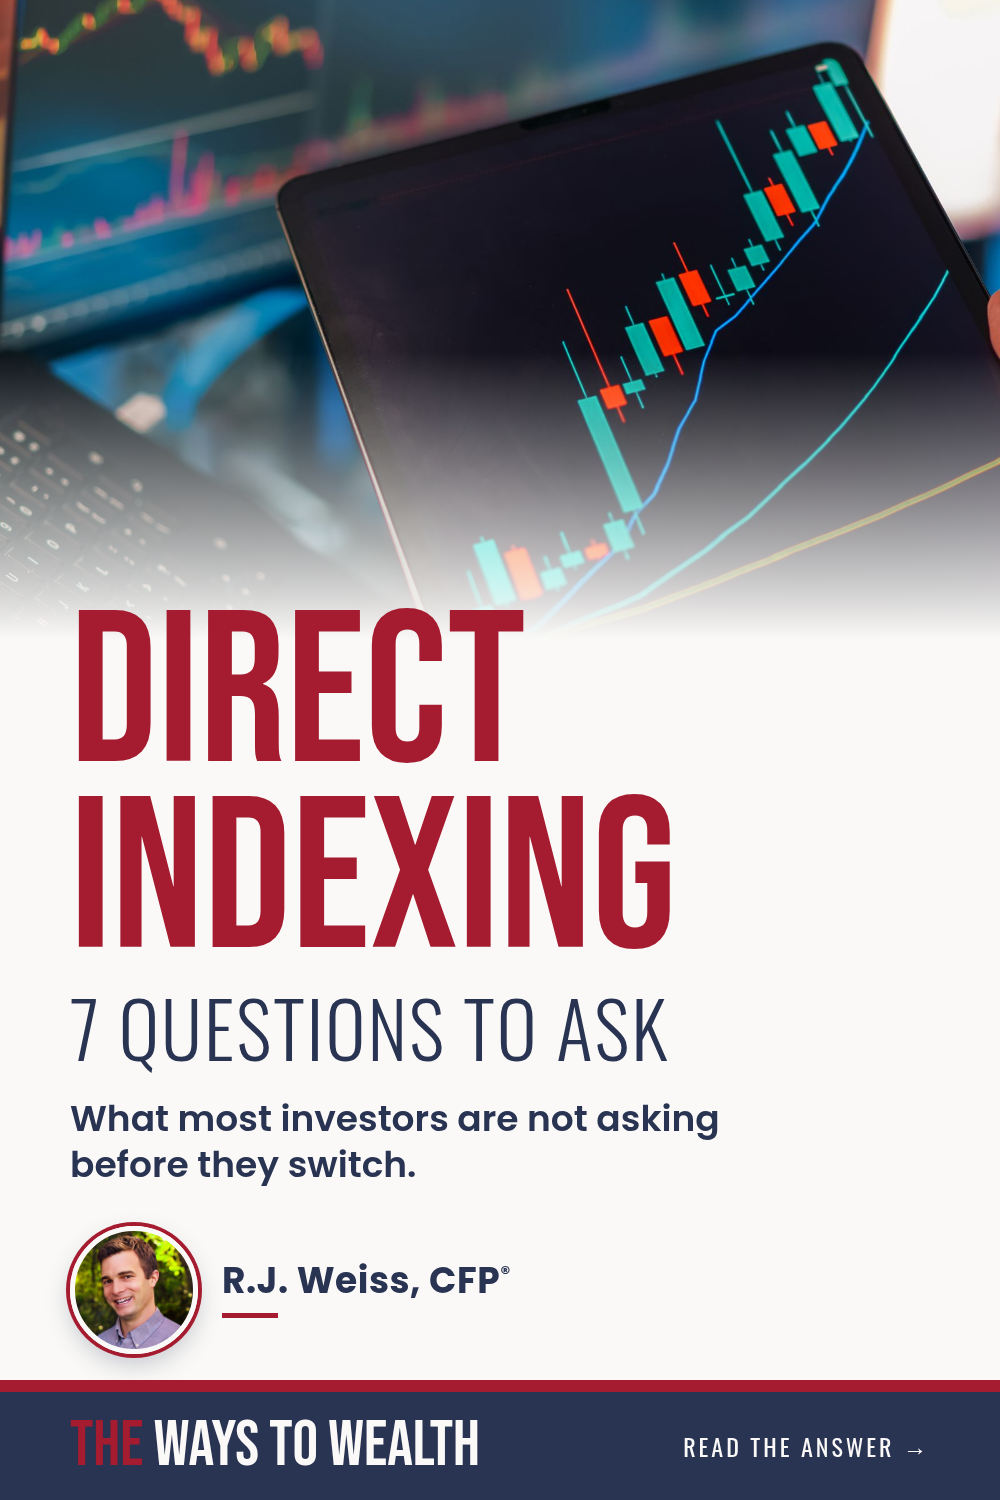 DIRECT
INDEXING
7 QUESTIONS TO ASK
What most investors are not asking
before they switch.
R.J. Weiss, CFP®
THE WAYS TO WEALTH
READ THE ANSWER →